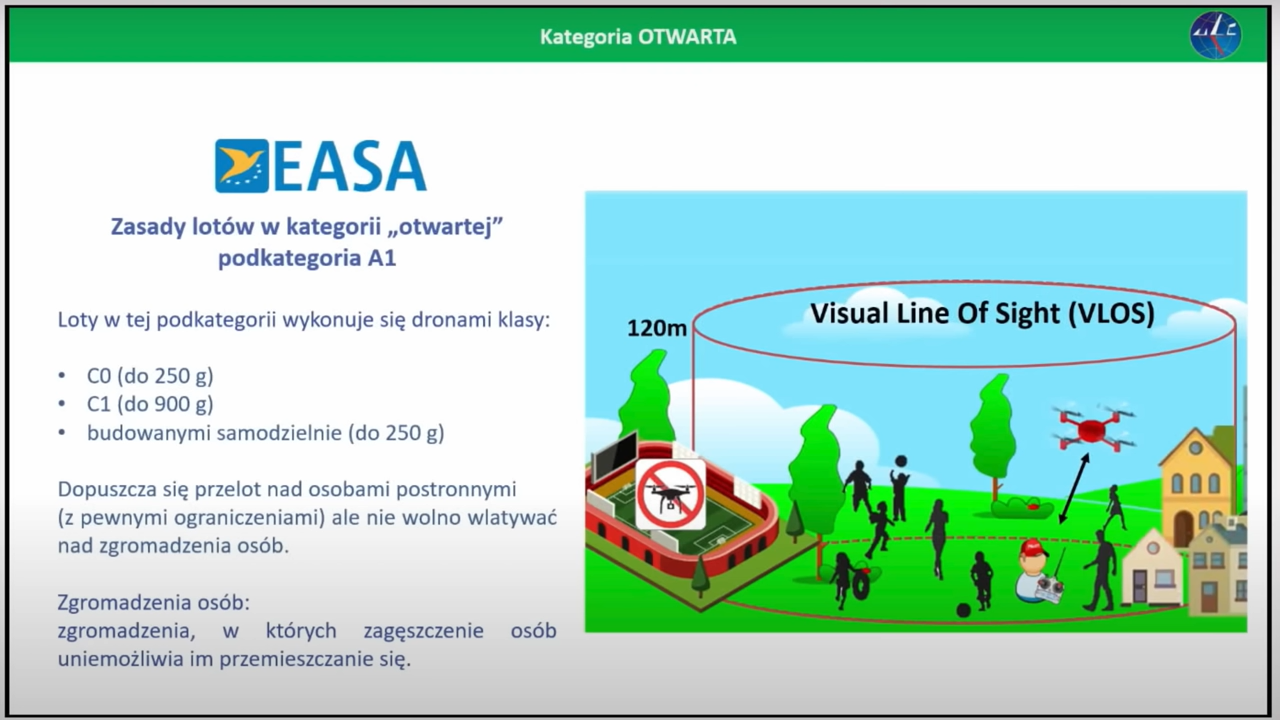 Kategoria OTWARTA
EASA
Zasady lotów w kategorii „otwartej”
podkategoria A1
Loty w tej podkategorii wykonuje się dronami klasy:
• C0 (do 250 g)
• C1 (do 900 g)
• budowanymi samodzielnie (do 250 g)
Dopuszcza się przelot nad osobami postronnymi
(z pewnymi ograniczeniami) ale nie wolno wlatywać
nad zgromadzenia osób.
Zgromadzenia osób:
zgromadzenia, w których zagęszczenie osób
uniemożliwia im przemieszczanie się.
Visual Line Of Sight (VLOS)
120m